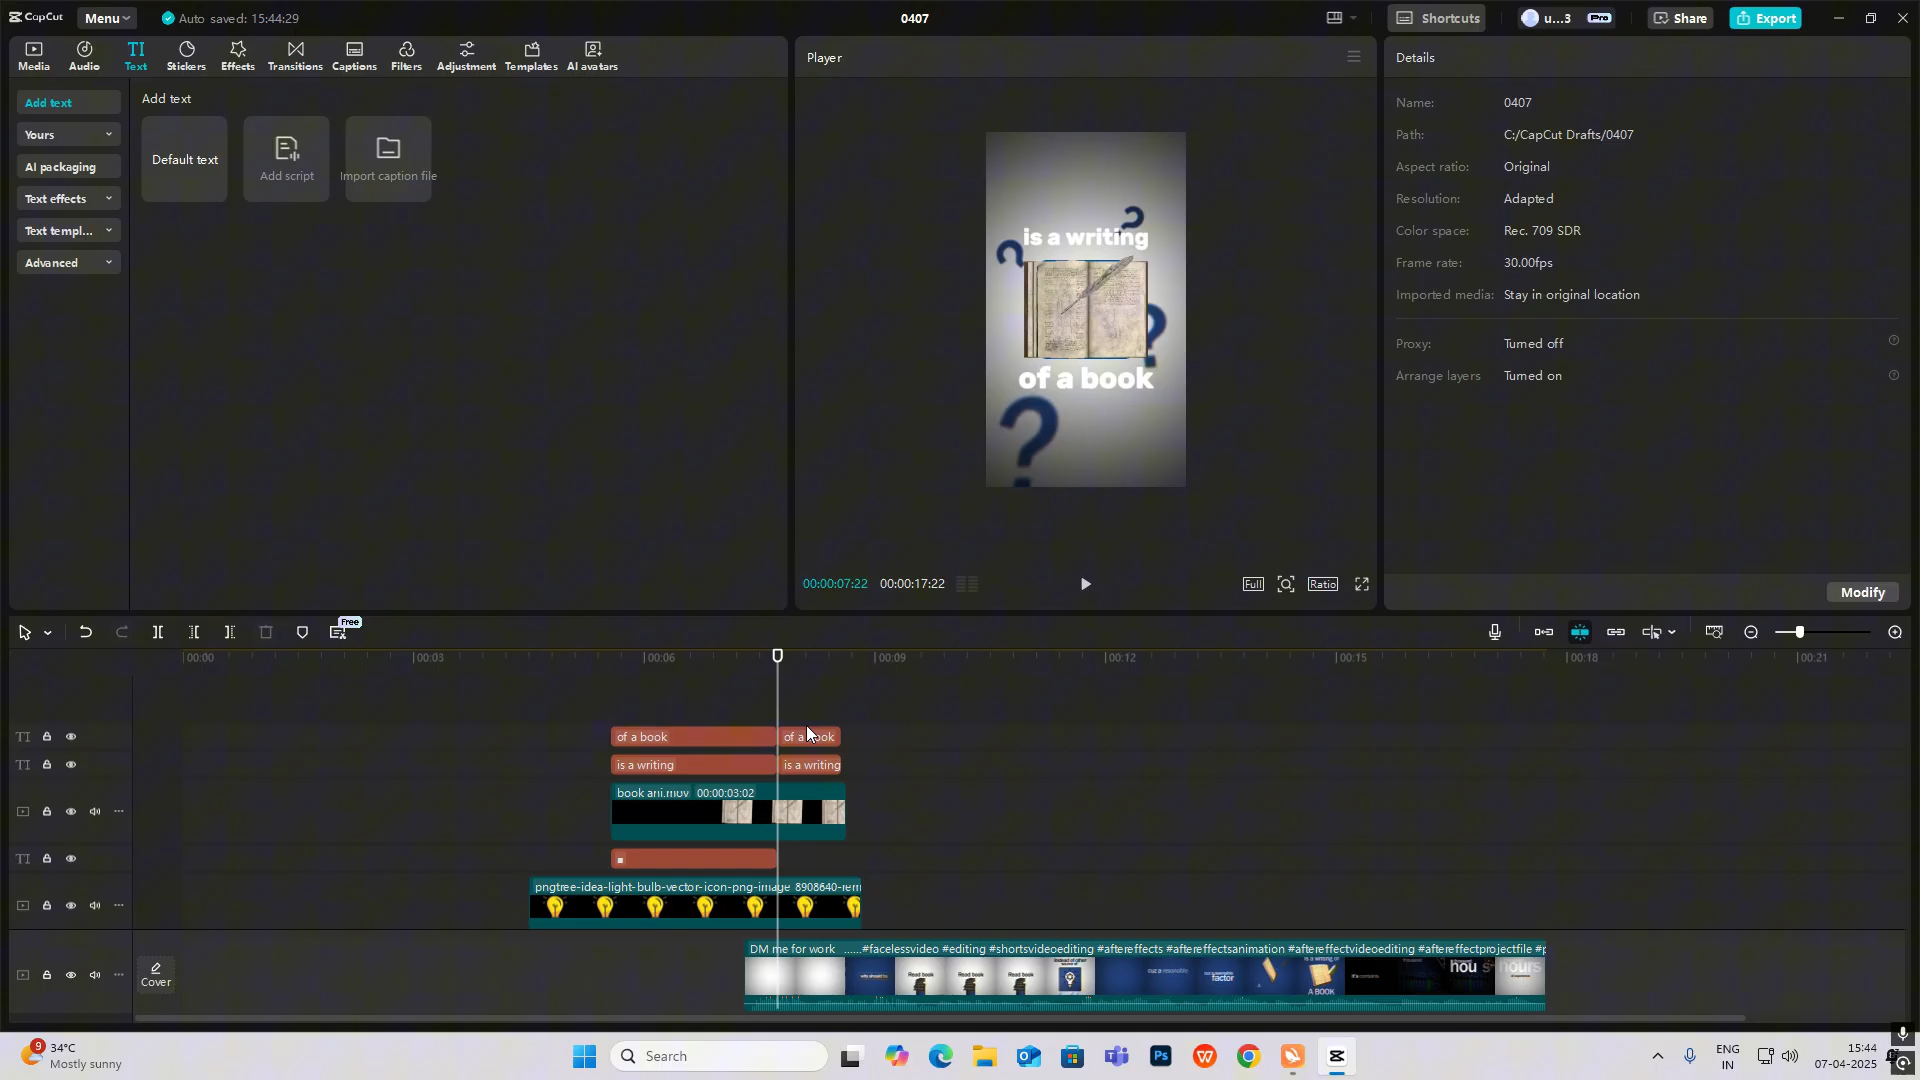 CapCut
Menu
Auto saved: 15:44:29
0407
Shortcuts
u...3
Pro
Share
Export
Media
Audio
Text
Stickers
Effects
Transitions
Captions
Filters
Adjustment
Templates
AI avatars
Add text
Yours
AI packaging
Text effects
Text templ...
Advanced
Add text
Default text
Add script
Import caption file
Player
is a writing
of a book
00:00:07:22
00:00:17:22
Full
Ratio
Details
Name: 0407
Path: C:/CapCut Drafts/0407
Aspect ratio: Original
Resolution: Adapted
Color space: Rec. 709 SDR
Frame rate: 30.00fps
Imported media: Stay in original location
Proxy: Turned off
Arrange layers Turned on
Modify
Free
00:00
00:03
00:06
00:09
00:12
00:15
00:18
00:21
of a book
is a writing
is a writing
book ani.mov 00:00:03:02
pngtree-idea-light-bulb-vector-icon-png-image 8908640-rem
Cover
DM me for work ......#facelessvideo #editing #shortsvideoediting #aftereffects #aftereffectsanimation #aftereffectvideoediting #aftereffectprojectfile #p
Read book
Read book
Read book
factor
A BOOK
hou
hours
9
34°C
Mostly sunny
Search
Ps
ENG
IN
15:44
07-04-2025